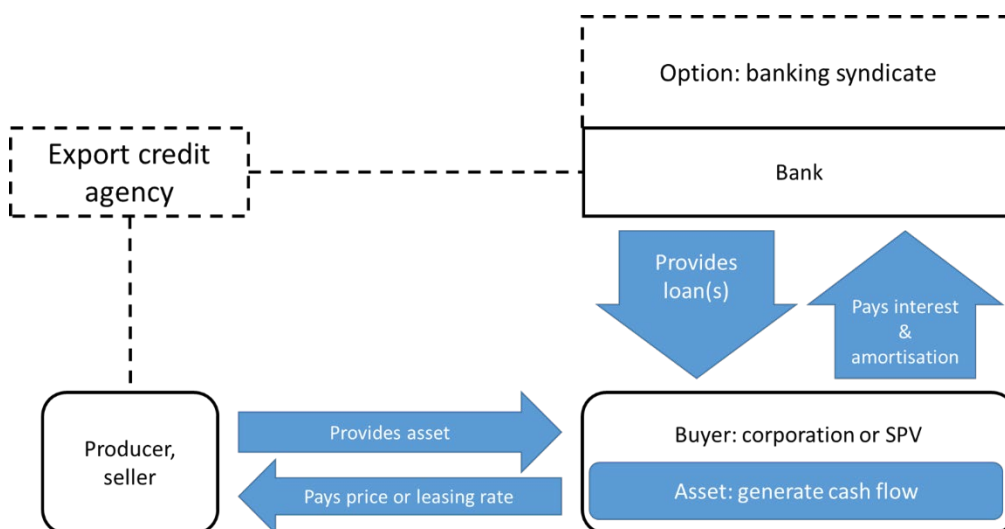 Option: banking syndicate
Export credit
agency
Bank
Provides
loan(s)
Pays interest
&
amortisation
Producer,
seller
Provides asset
Pays price or leasing rate
Buyer: corporation or SPV
Asset: generate cash flow